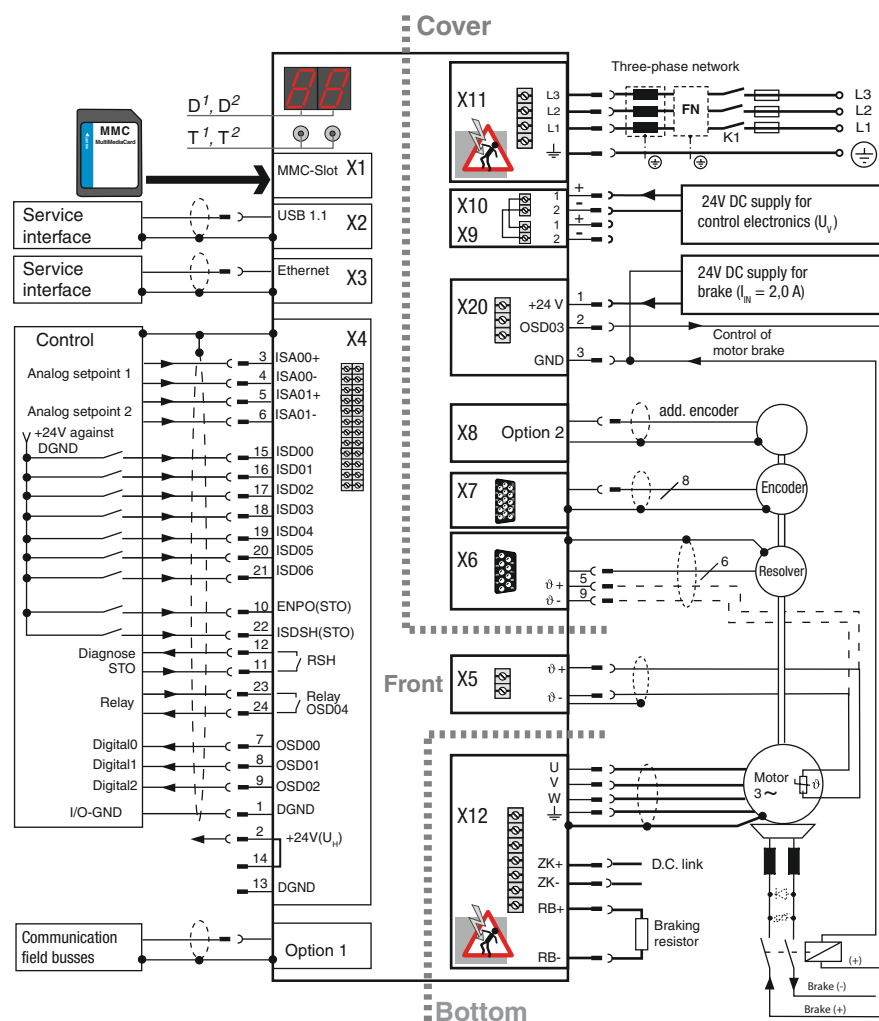 Cover
D1, D2
T1, T2
MMC
MultiMediaCard
MMC-Slot X1
Service
interface
USB 1.1
X2
Service
interface
Ethernet
X3
Control
X4
Analog setpoint 1
3 ISA00+
4 ISA00-
Analog setpoint 2
5 ISA01+
6 ISA01-
+24V against
DGND
15 ISD00
16 ISD01
17 ISD02
18 ISD03
19 ISD04
20 ISD05
21 ISD06
10 ENPO(STO)
22 ISDSH(STO)
Diagnose
STO
12
11
RSH
Relay
23
24
Relay
OSD04
Digital0 7 OSD00
Digital1 8 OSD01
Digital2 9 OSD02
I/O-GND 1 DGND
2 +24V(UH)
14
13 DGND
Communication
field busses
Option 1
Three-phase network
X11
L3
L2
L1
FN
K1
L3
L2
L1
X10
X9
1 +
2 -
1 +
2 -
24V DC supply for
control electronics (UV)
24V DC supply for
brake (IIN = 2,0 A)
X20
+24 V 1
OSD03 2
GND 3
Control of
motor brake
X8 Option 2
add. encoder
X7
8
Encoder
X6
6
Resolver
ϑ + 5
ϑ - 9
Front
X5
ϑ +
ϑ -
X12
U
V
W
Motor
3 ~
ϑ
ZK+
ZK-
D.C. link
RB+
RB-
Braking
resistor
(+)
Brake (-)
Brake (+)
Bottom